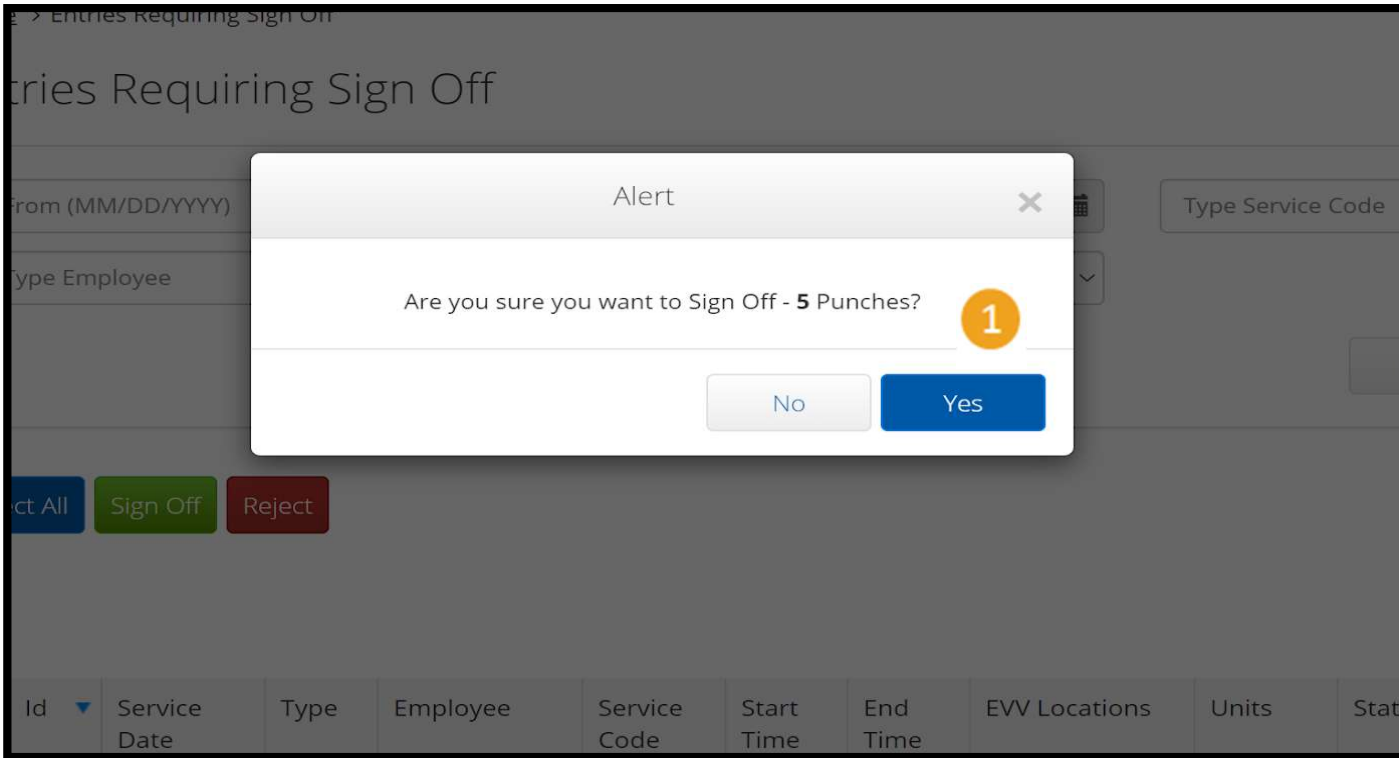 > Entries Requiring Sign Off
tries Requiring Sign Off
From (MM/DD/YYYY)
Type Service Code
Type Employee
Alert
×
Are you sure you want to Sign Off - 5 Punches?
1
No
Yes
ct All
Sign Off
Reject
Id
Service Date
Type
Employee
Service Code
Start Time
End Time
EVV Locations
Units
Stat